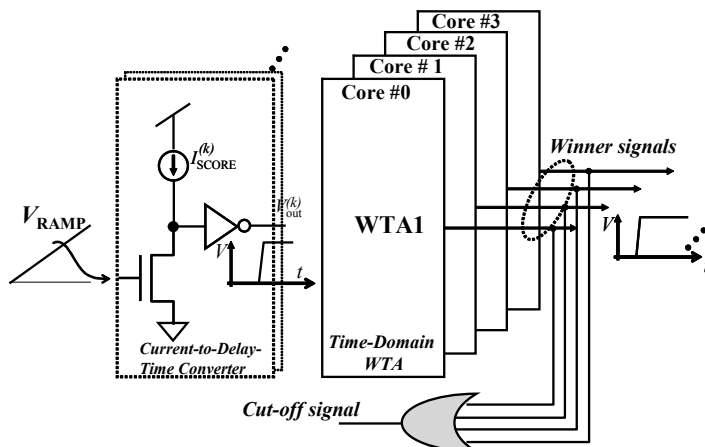 Core #3
Core #2
Core # 1
Core #0
I(k)SCORE
Winner signals
VRAMP
V(k)out
WTA1
V
V
t
Current-to-Delay-
Time Converter
Time-Domain
WTA
Cut-off signal